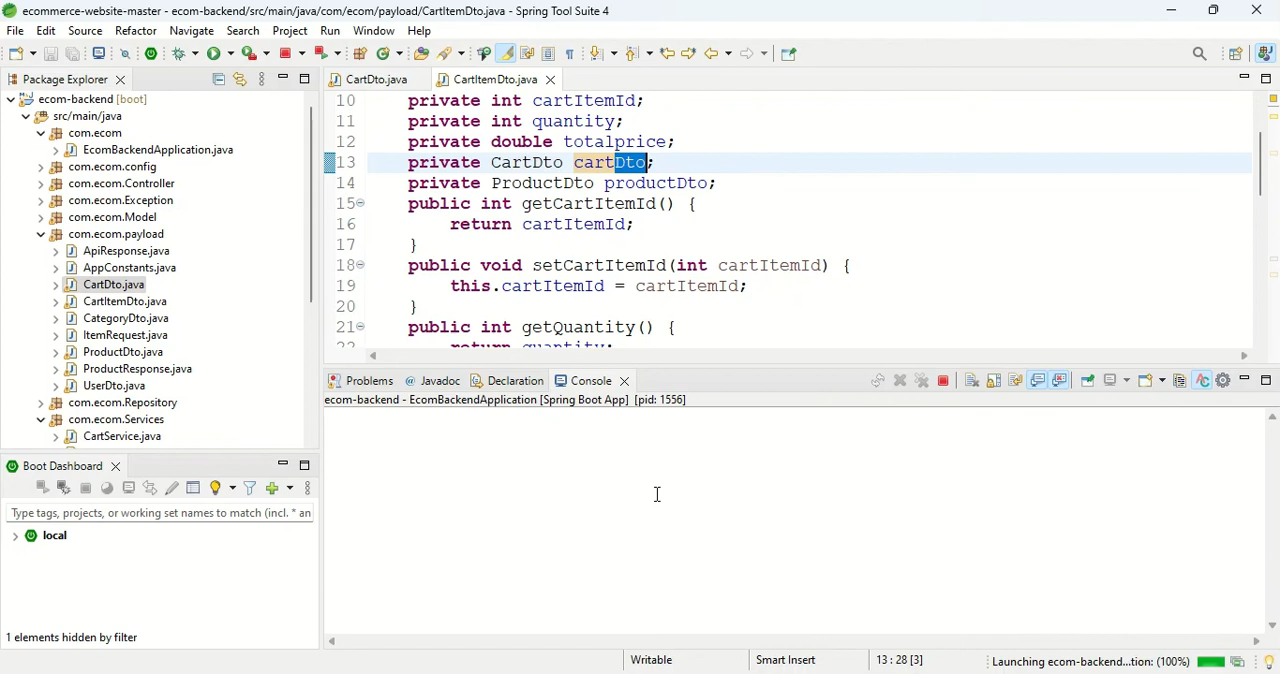 ecommerce-website-master - ecom-backend/src/main/java/com/ecom/payload/CartItemDto.java - Spring Tool Suite 4
File Edit Source Refactor Navigate Search Project Run Window Help
Package Explorer
CartDto.java CartItemDto.java
ecom-backend [boot]
src/main/java
com.ecom
EcomBackendApplication.java
com.ecom.config
com.ecom.Controller
com.ecom.Exception
com.ecom.Model
com.ecom.payload
ApiResponse.java
AppConstants.java
CartDto.java
CartItemDto.java
CategoryDto.java
ItemRequest.java
ProductDto.java
ProductResponse.java
UserDto.java
com.ecom.Repository
com.ecom.Services
CartService.java
10 private int cartItemId;
11 private int quantity;
12 private double totalprice;
13 private CartDto cartDto;
14 private ProductDto productDto;
15 public int getCartItemId() {
16 return cartItemId;
17 }
18 public void setCartItemId(int cartItemId) {
19 this.cartItemId = cartItemId;
20 }
21 public int getQuantity() {
22 return quantity;
Problems Javadoc Declaration Console
ecom-backend - EcomBackendApplication [Spring Boot App] [pid: 1556]
Boot Dashboard
Type tags, projects, or working set names to match (incl. * an
local
1 elements hidden by filter
Writable Smart Insert 13 : 28 [3] Launching ecom-backend...tion: (100%)